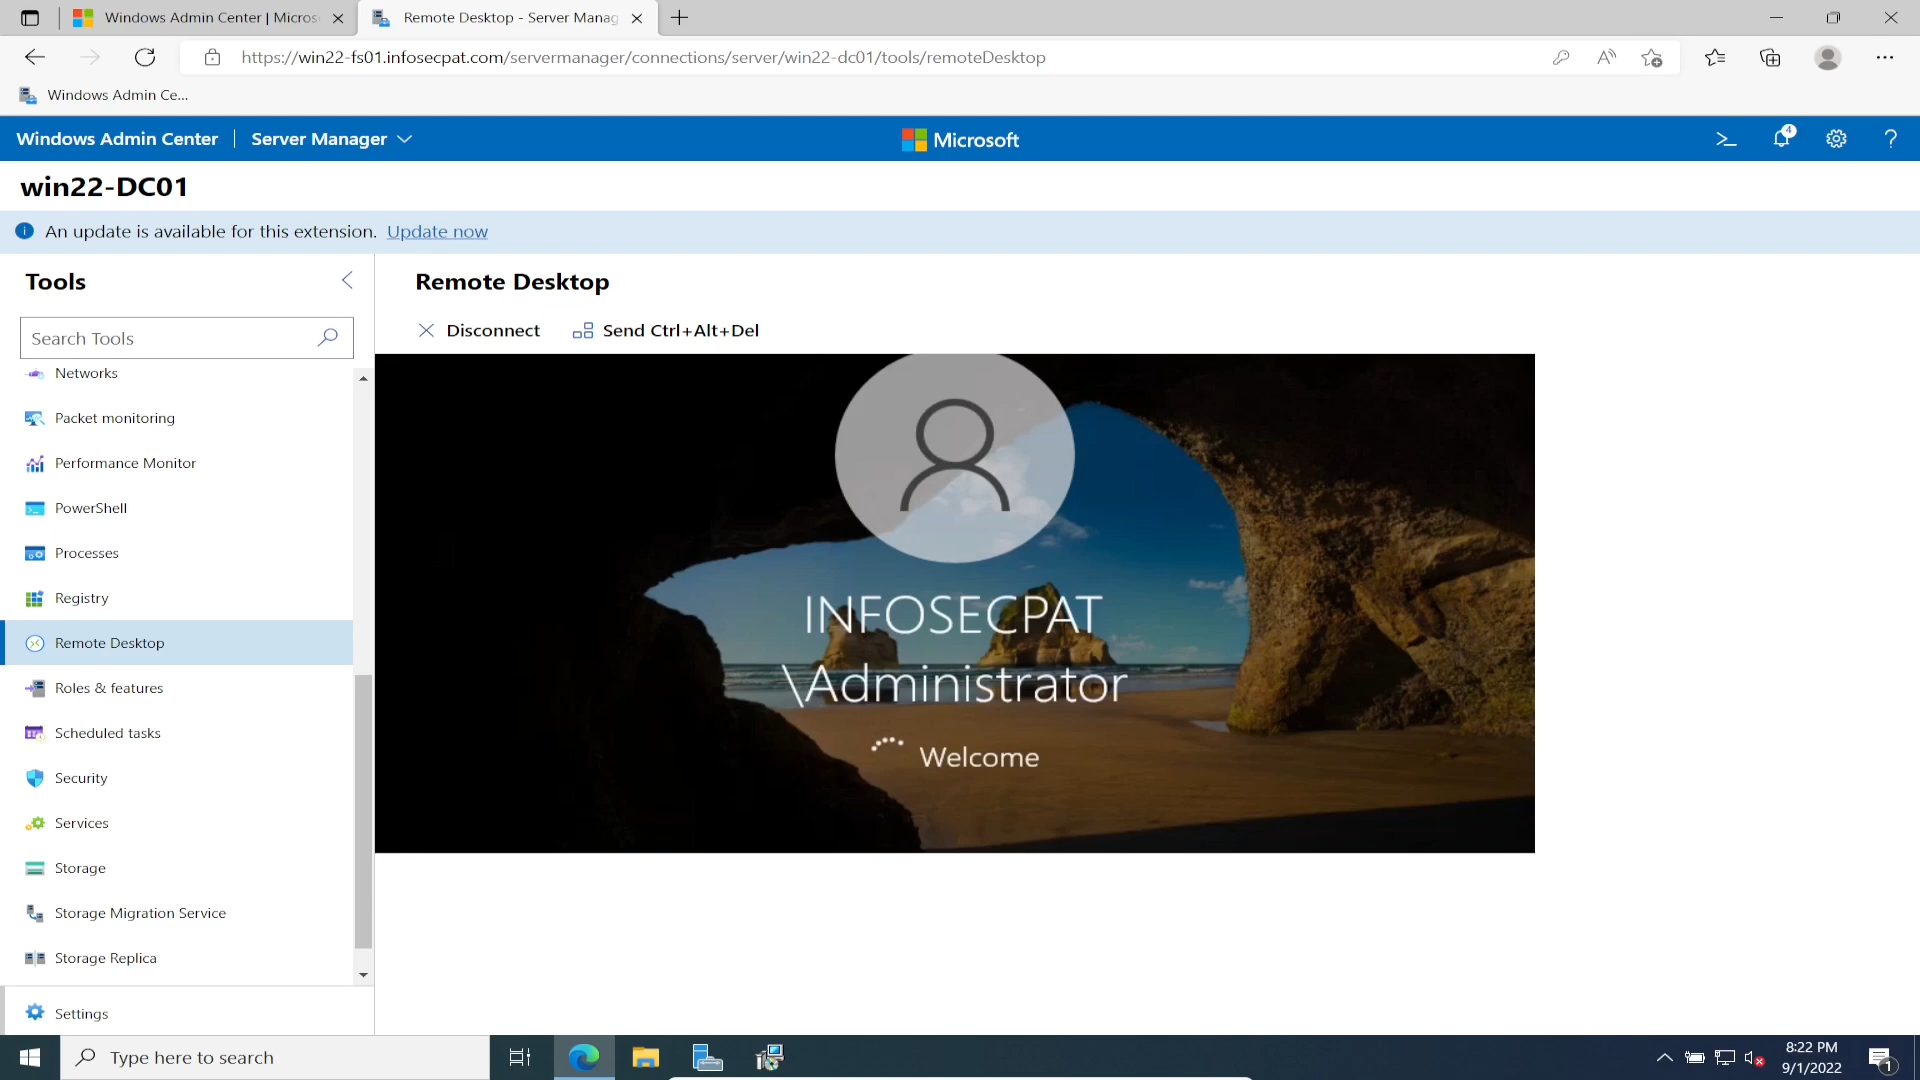 Windows Admin Center | Micros
Remote Desktop - Server Manag
https://win22-fs01.infosecpat.com/servermanager/connections/server/win22-dc01/tools/remoteDesktop
Windows Admin Ce...
Windows Admin Center
Server Manager
Microsoft
4
win22-DC01
An update is available for this extension. Update now
Tools
Remote Desktop
Search Tools
Disconnect
Send Ctrl+Alt+Del
Networks
Packet monitoring
Performance Monitor
PowerShell
Processes
Registry
Remote Desktop
Roles & features
Scheduled tasks
Security
Services
Storage
Storage Migration Service
Storage Replica
Settings
INFOSECPAT
\Administrator
Welcome
Type here to search
8:22 PM
9/1/2022
1